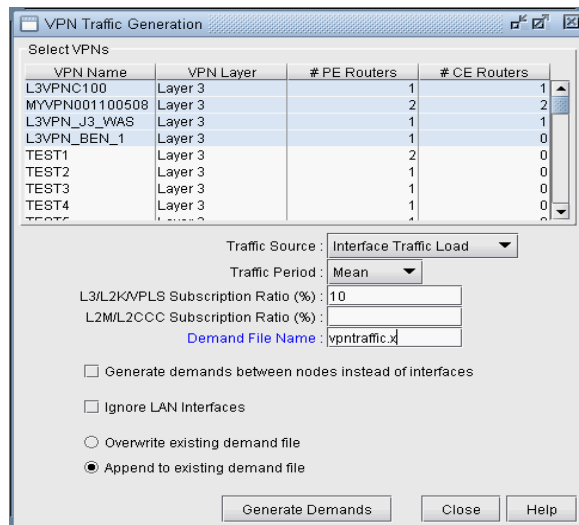 VPN Traffic Generation
Select VPNs
VPN Name VPN Layer # PE Routers # CE Routers
L3VPNC100 Layer 3 1 1
MYVPN001100508 Layer 3 2 2
L3VPN_J3_WAS Layer 3 1 1
L3VPN_BEN_1 Layer 3 1 0
TEST1 Layer 3 2 0
TEST2 Layer 3 1 0
TEST3 Layer 3 1 0
TEST4 Layer 3 1 0
Traffic Source : Interface Traffic Load
Traffic Period : Mean
L3/L2K/VPLS Subscription Ratio (%) : 10
L2M/L2CCC Subscription Ratio (%) :
Demand File Name : vpntraffic.x
Generate demands between nodes instead of interfaces
Ignore LAN Interfaces
Overwrite existing demand file
Append to existing demand file
Generate Demands Close Help